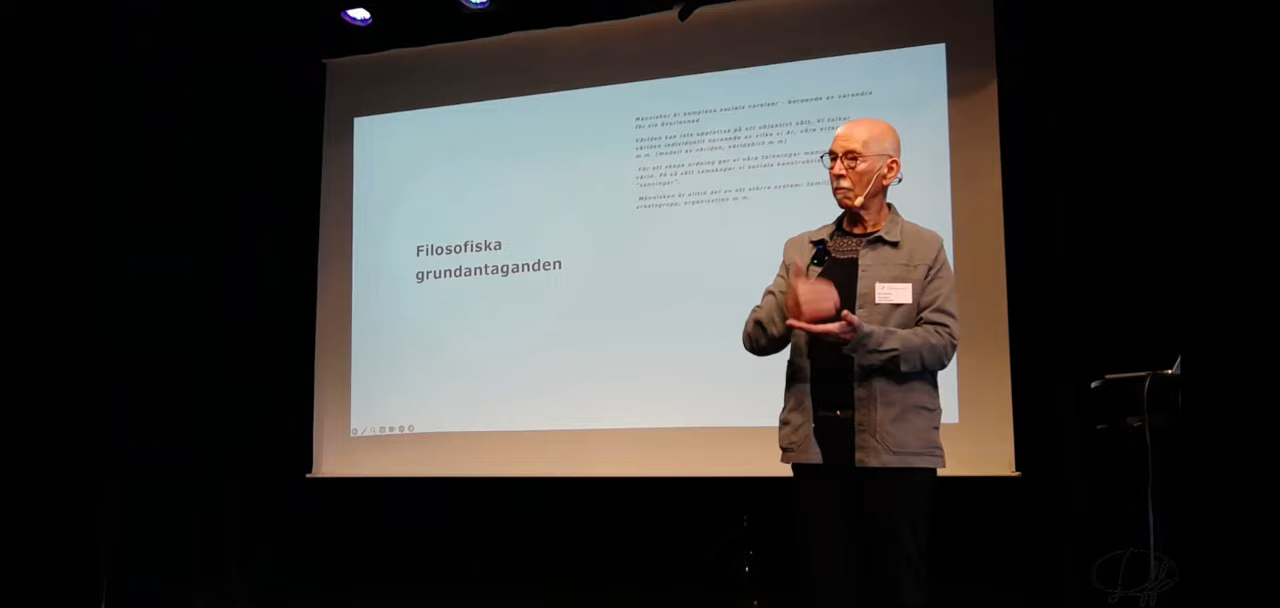 Filosofiska
grundantaganden
Människor är komplexa sociala varelser - beroende av varandra
för sin överlevnad
Världen kan inte uppfattas på ett objektivt sätt. Vi tolkar
världen individuellt beroende av vilka vi är, våra
m m. (modell av världen, världsbild m m)
För att skapa ordning ger vi våra tolkningar
värld. På så sätt samskapar vi sociala
"sanningar".
Människan är alltid del av ett större system: familj,
arbetsgrupp, organisation m m.